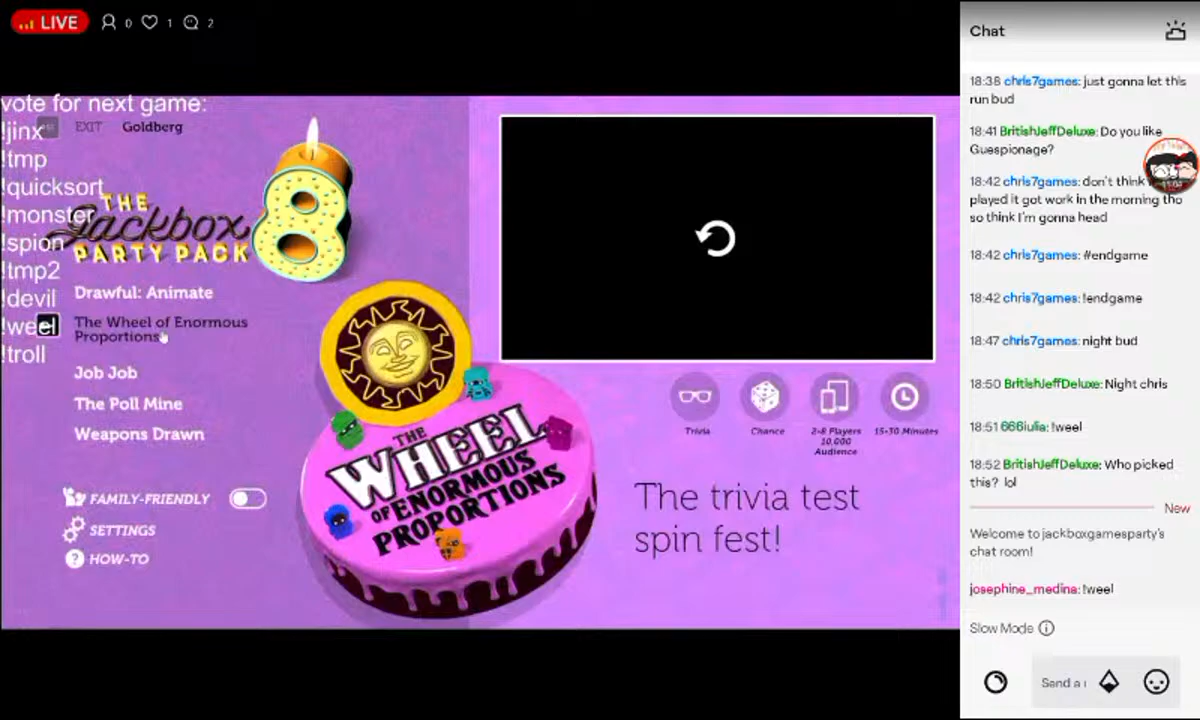 LIVE 0 1 2
vote for next game:
!jinx
!tmp
!quicksort
!monster
!spion
!tmp2
!devil
!weel
!troll
EXIT Goldberg
THE
Jackbox
PARTY PACK
8
Drawful: Animate
The Wheel of Enormous
Proportions
Job Job
The Poll Mine
Weapons Drawn
FAMILY-FRIENDLY
SETTINGS
? HOW-TO
THE
WHEEL
OF ENORMOUS
PROPORTIONS
Trivia
Chance
2-8 Players
10,000
Audience
15-30 Minutes
The trivia test
spin fest!
Chat
18:38 chris7games: just gonna let this
run bud
18:41 BritishJeffDeluxe: Do you like
Guespionage?
18:42 chris7games: don't think
played it got work in the morning tho
so think I'm gonna head
18:42 chris7games: #endgame
18:42 chris7games: !endgame
18:47 chris7games: night bud
18:50 BritishJeffDeluxe: Night chris
18:51 666iulia: !weel
18:52 BritishJeffDeluxe: Who picked
this? lol
New
Welcome to jackboxgamesparty's
chat room!
josephine_medina: !weel
Slow Mode
Send a